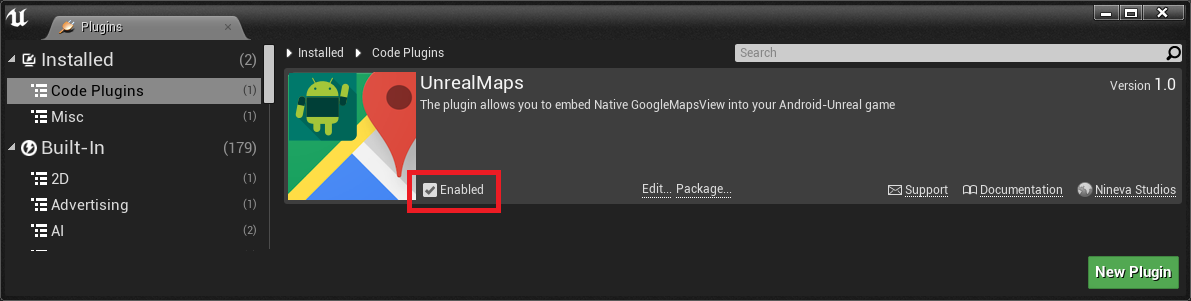 Plugins
Installed (2)
Code Plugins (1)
Misc (1)
Built-In (179)
2D (1)
Advertising (1)
AI (2)
Installed Code Plugins
Search
UnrealMaps
Version 1.0
The plugin allows you to embed Native GoogleMapsView into your Android-Unreal game
Enabled
Edit... Package...
Support Documentation Nineva Studios
New Plugin